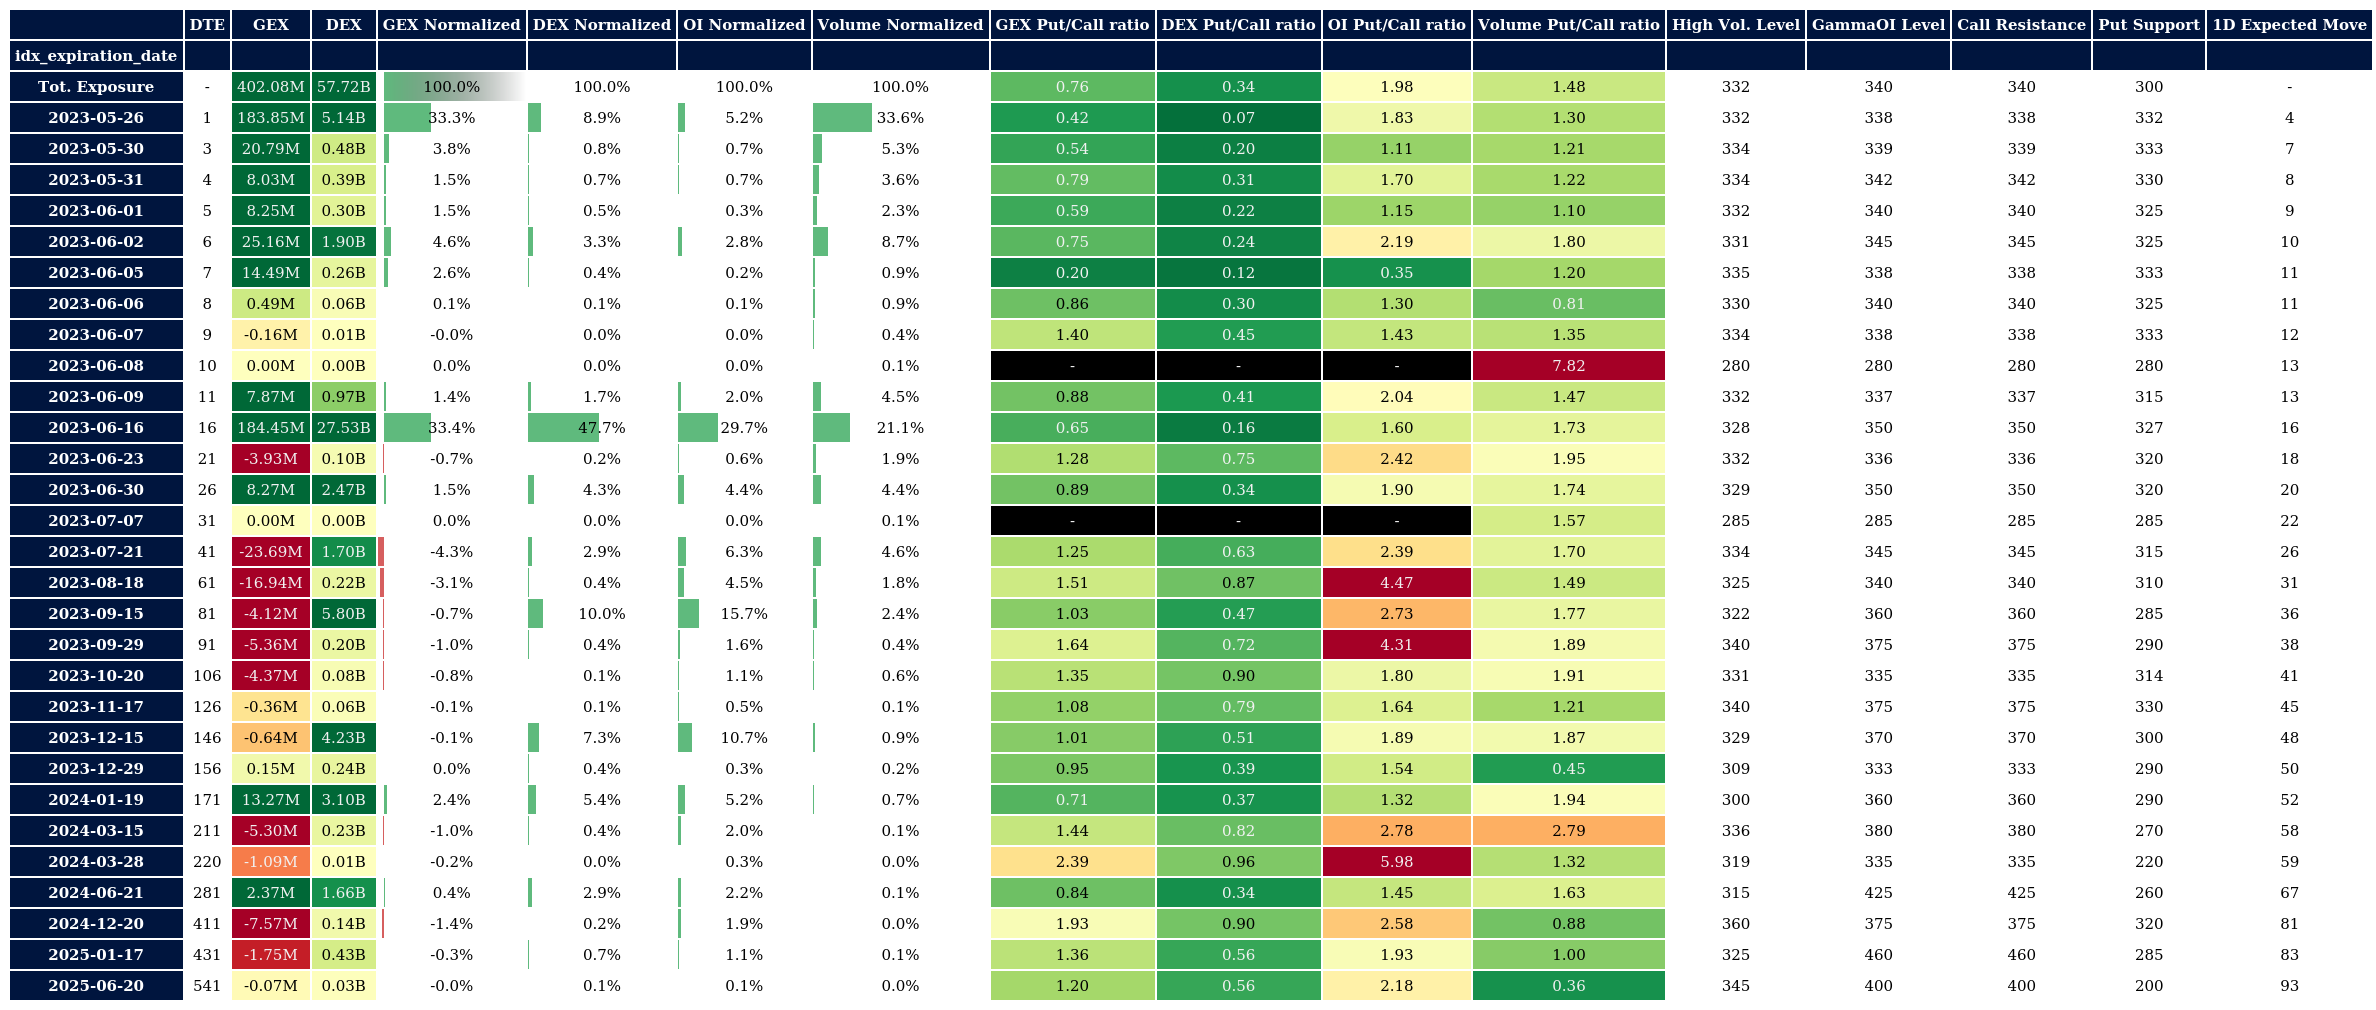 DTE GEX DEX GEX Normalized DEX Normalized OI Normalized Volume Normalized GEX Put/Call ratio DEX Put/Call ratio OI Put/Call ratio Volume Put/Call ratio High Vol. Level GammaOI Level Call Resistance Put Support 1D Expected Move
idx_expiration_date
Tot. Exposure - 402.08M 57.72B 100.0% 100.0% 100.0% 100.0% 0.76 0.34 1.98 1.48 332 340 340 300 -
2023-05-26 1 183.85M 5.14B 33.3% 8.9% 5.2% 33.6% 0.42 0.07 1.83 1.30 332 338 338 332 4
2023-05-30 3 20.79M 0.48B 3.8% 0.8% 0.7% 5.3% 0.54 0.20 1.11 1.21 334 339 339 333 7
2023-05-31 4 8.03M 0.39B 1.5% 0.7% 0.7% 3.6% 0.79 0.31 1.70 1.22 334 342 342 330 8
2023-06-01 5 8.25M 0.30B 1.5% 0.5% 0.3% 2.3% 0.59 0.22 1.15 1.10 332 340 340 325 9
2023-06-02 6 25.16M 1.90B 4.6% 3.3% 2.8% 8.7% 0.75 0.24 2.19 1.80 331 345 345 325 10
2023-06-05 7 14.49M 0.26B 2.6% 0.4% 0.2% 0.9% 0.20 0.12 0.35 1.20 335 338 338 333 11
2023-06-06 8 0.49M 0.06B 0.1% 0.1% 0.1% 0.9% 0.86 0.30 1.30 0.81 330 340 340 325 11
2023-06-07 9 -0.16M 0.01B -0.0% 0.0% 0.0% 0.4% 1.40 0.45 1.43 1.35 334 338 338 333 12
2023-06-08 10 0.00M 0.00B 0.0% 0.0% 0.0% 0.1% - - - 7.82 280 280 280 280 13
2023-06-09 11 7.87M 0.97B 1.4% 1.7% 2.0% 4.5% 0.88 0.41 2.04 1.47 332 337 337 315 13
2023-06-16 16 184.45M 27.53B 33.4% 47.7% 29.7% 21.1% 0.65 0.16 1.60 1.73 328 350 350 327 16
2023-06-23 21 -3.93M 0.10B -0.7% 0.2% 0.6% 1.9% 1.28 0.75 2.42 1.95 332 336 336 320 18
2023-06-30 26 8.27M 2.47B 1.5% 4.3% 4.4% 4.4% 0.89 0.34 1.90 1.74 329 350 350 320 20
2023-07-07 31 0.00M 0.00B 0.0% 0.0% 0.0% 0.1% - - - 1.57 285 285 285 285 22
2023-07-21 41 -23.69M 1.70B -4.3% 2.9% 6.3% 4.6% 1.25 0.63 2.39 1.70 334 345 345 315 26
2023-08-18 61 -16.94M 0.22B -3.1% 0.4% 4.5% 1.8% 1.51 0.87 4.47 1.49 325 340 340 310 31
2023-09-15 81 -4.12M 5.80B -0.7% 10.0% 15.7% 2.4% 1.03 0.47 2.73 1.77 322 360 360 285 36
2023-09-29 91 -5.36M 0.20B -1.0% 0.4% 1.6% 0.4% 1.64 0.72 4.31 1.89 340 375 375 290 38
2023-10-20 106 -4.37M 0.08B -0.8% 0.1% 1.1% 0.6% 1.35 0.90 1.80 1.91 331 335 335 314 41
2023-11-17 126 -0.36M 0.06B -0.1% 0.1% 0.5% 0.1% 1.08 0.79 1.64 1.21 340 375 375 330 45
2023-12-15 146 -0.64M 4.23B -0.1% 7.3% 10.7% 0.9% 1.01 0.51 1.89 1.87 329 370 370 300 48
2023-12-29 156 0.15M 0.24B 0.0% 0.4% 0.3% 0.2% 0.95 0.39 1.54 0.45 309 333 333 290 50
2024-01-19 171 13.27M 3.10B 2.4% 5.4% 5.2% 0.7% 0.71 0.37 1.32 1.94 300 360 360 290 52
2024-03-15 211 -5.30M 0.23B -1.0% 0.4% 2.0% 0.1% 1.44 0.82 2.78 2.79 336 380 380 270 58
2024-03-28 220 -1.09M 0.01B -0.2% 0.0% 0.3% 0.0% 2.39 0.96 5.98 1.32 319 335 335 220 59
2024-06-21 281 2.37M 1.66B 0.4% 2.9% 2.2% 0.1% 0.84 0.34 1.45 1.63 315 425 425 260 67
2024-12-20 411 -7.57M 0.14B -1.4% 0.2% 1.9% 0.0% 1.93 0.90 2.58 0.88 360 375 375 320 81
2025-01-17 431 -1.75M 0.43B -0.3% 0.7% 1.1% 0.1% 1.36 0.56 1.93 1.00 325 460 460 285 83
2025-06-20 541 -0.07M 0.03B -0.0% 0.1% 0.1% 0.0% 1.20 0.56 2.18 0.36 345 400 400 200 93